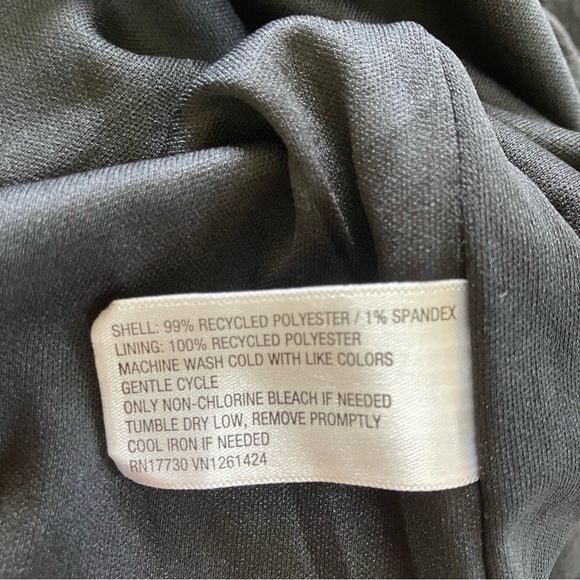 SHELL: 99% RECYCLED POLYESTER / 1% SPANDEX
LINING: 100% RECYCLED POLYESTER
MACHINE WASH COLD WITH LIKE COLORS
GENTLE CYCLE
ONLY NON-CHLORINE BLEACH IF NEEDED
TUMBLE DRY LOW, REMOVE PROMPTLY
COOL IRON IF NEEDED
RN17730 VN1261424